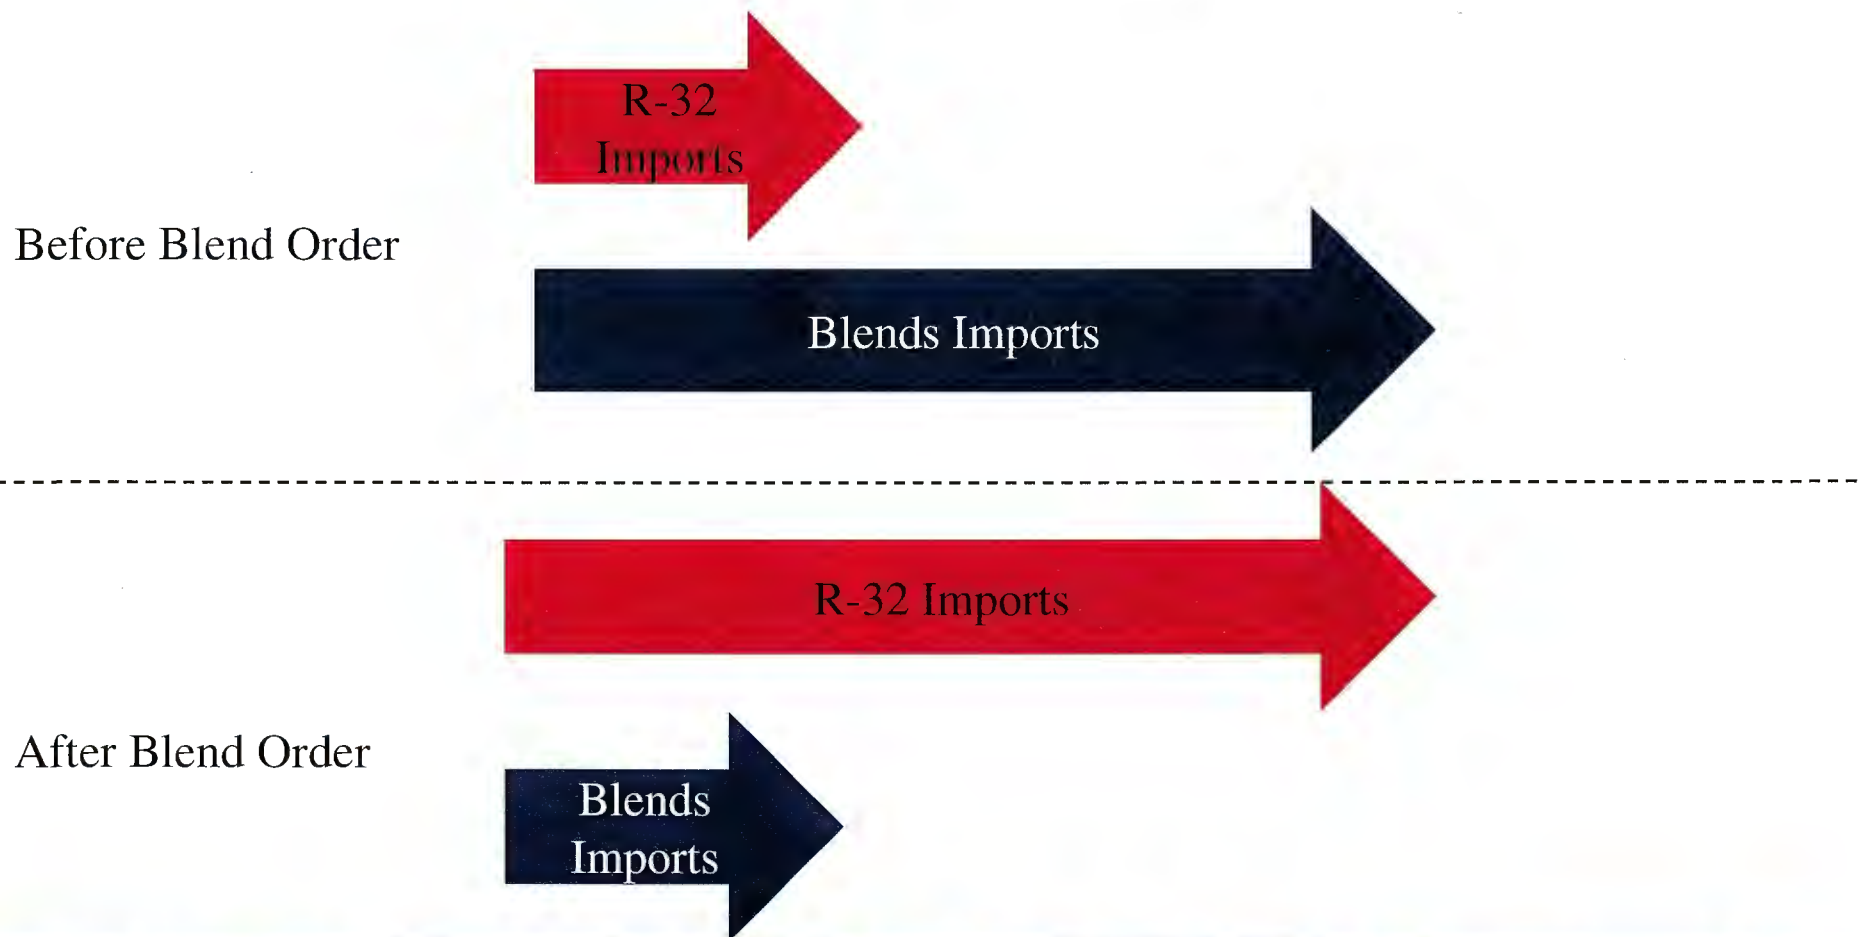 R-32
Imports
Before Blend Order
Blends Imports
R-32 Imports
After Blend Order
Blends
Imports